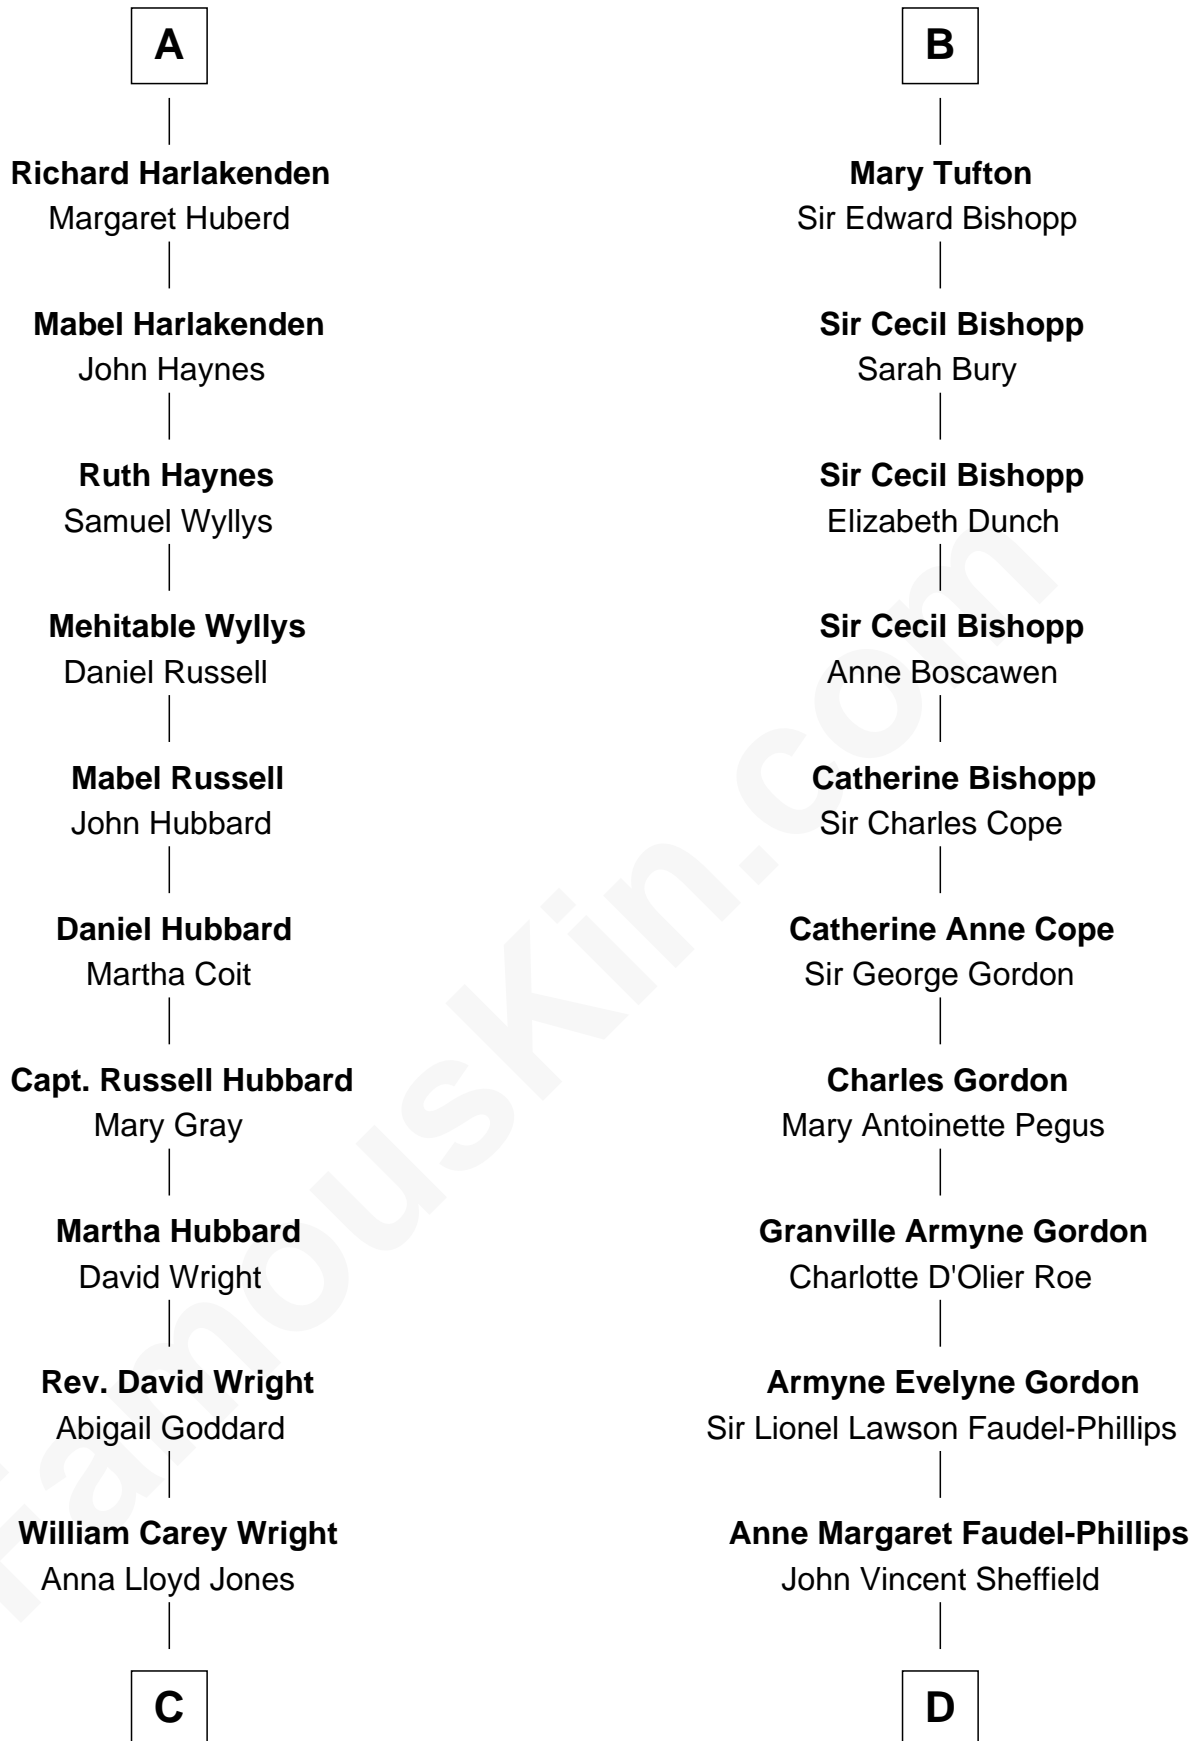 A
Richard Harlakenden
Margaret Huberd
Mabel Harlakenden
John Haynes
Ruth Haynes
Samuel Wyllys
Mehitable Wyllys
Daniel Russell
Mabel Russell
John Hubbard
Daniel Hubbard
Martha Coit
Capt. Russell Hubbard
Mary Gray
Martha Hubbard
David Wright
Rev. David Wright
Abigail Goddard
William Carey Wright
Anna Lloyd Jones
C
B
Mary Tufton
Sir Edward Bishopp
Sir Cecil Bishopp
Sarah Bury
Sir Cecil Bishopp
Elizabeth Dunch
Sir Cecil Bishopp
Anne Boscawen
Catherine Bishopp
Sir Charles Cope
Catherine Anne Cope
Sir George Gordon
Charles Gordon
Mary Antoinette Pegus
Granville Armyne Gordon
Charlotte D'Olier Roe
Armyne Evelyne Gordon
Sir Lionel Lawson Faudel-Phillips
Anne Margaret Faudel-Phillips
John Vincent Sheffield
D
FamousKin.com